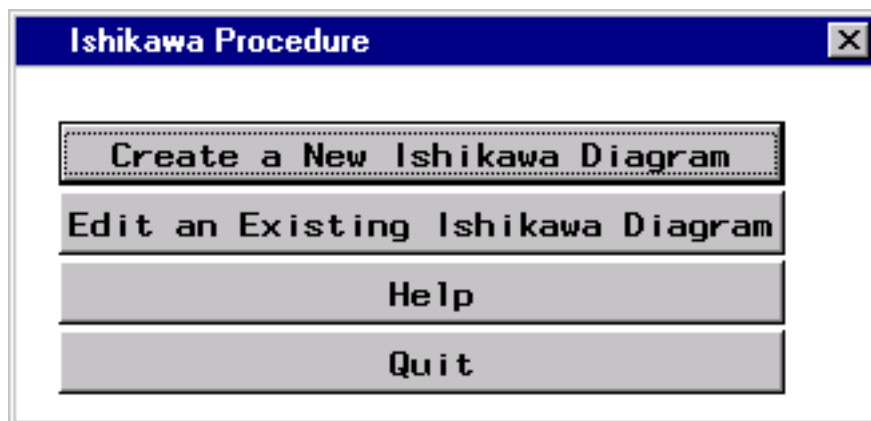 Ishikawa Procedure
Create a New Ishikawa Diagram
Edit an Existing Ishikawa Diagram
Help
Quit